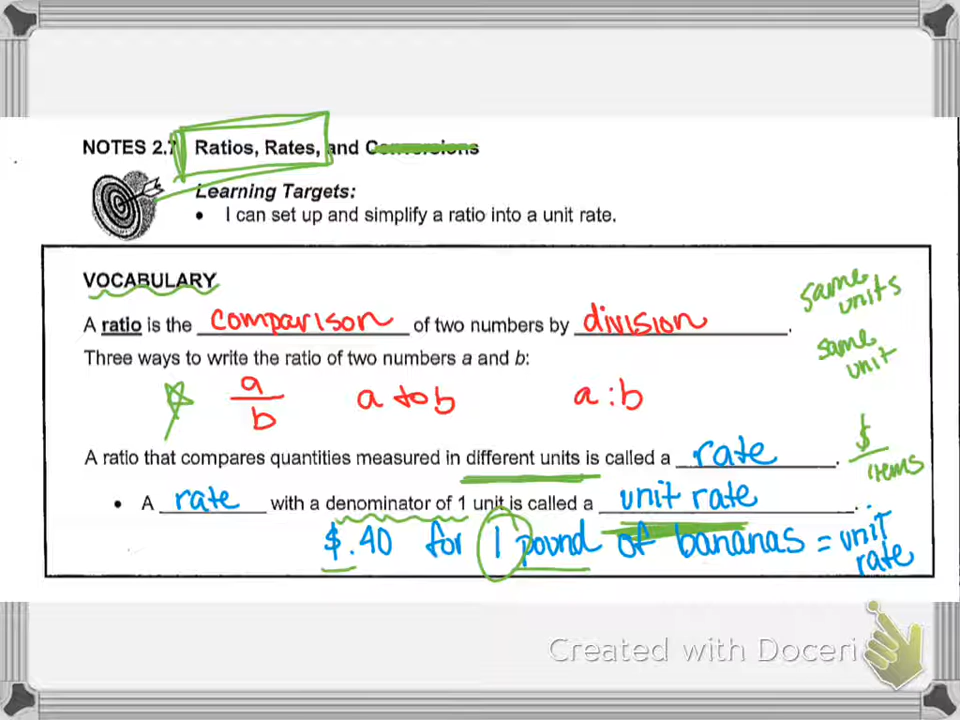 NOTES 2.7 Ratios, Rates, and Conversions
Learning Targets:
• I can set up and simplify a ratio into a unit rate.
VOCABULARY
same units
A ratio is the comparison of two numbers by division.
Three ways to write the ratio of two numbers a and b:
same unit
a/b a to b a:b
$/items
A ratio that compares quantities measured in different units is called a rate.
• A rate with a denominator of 1 unit is called a unit rate.
$.40 for 1 pound of bananas = unit rate
Created with Doceri